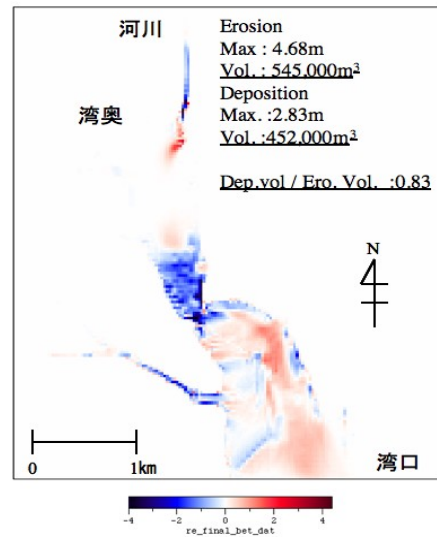 河川
Erosion
Max : 4.68m
Vol. : 545,000m³
湾奥
Deposition
Max. :2.83m
Vol. :452,000m³
Dep.vol / Ero. Vol. :0.83
N
0 1km
湾口
-4 -2 0 2 4
re_final_bet_dat